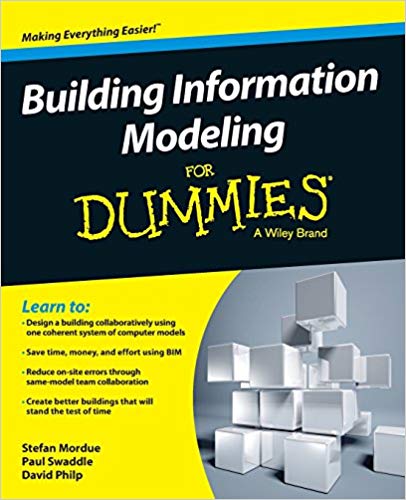 Making Everything Easier!™
Building Information
Modeling
FOR
DUMMIES®
A Wiley Brand
Learn to:
• Design a building collaboratively using
one coherent system of computer models
• Save time, money, and effort using BIM
• Reduce on-site errors through
same-model team collaboration
• Create better buildings that will
stand the test of time
Stefan Mordue
Paul Swaddle
David Philp